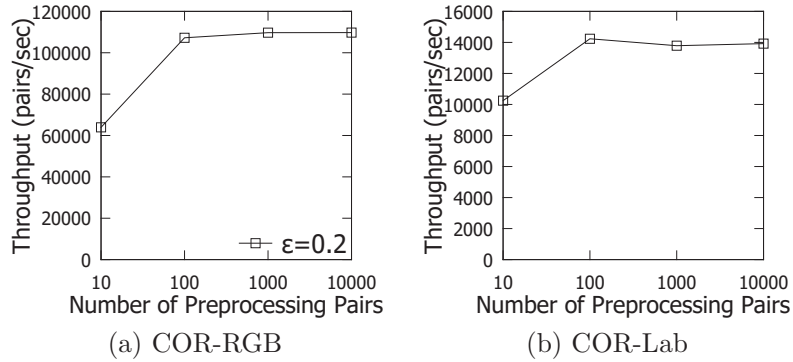 Throughput (pairs/sec)
120000
100000
80000
60000
40000
20000
0
10 100 1000 10000
ε=0.2
Number of Preprocessing Pairs
(a) COR-RGB
Throughput (pairs/sec)
16000
14000
12000
10000
8000
6000
4000
2000
0
10 100 1000 10000
Number of Preprocessing Pairs
(b) COR-Lab